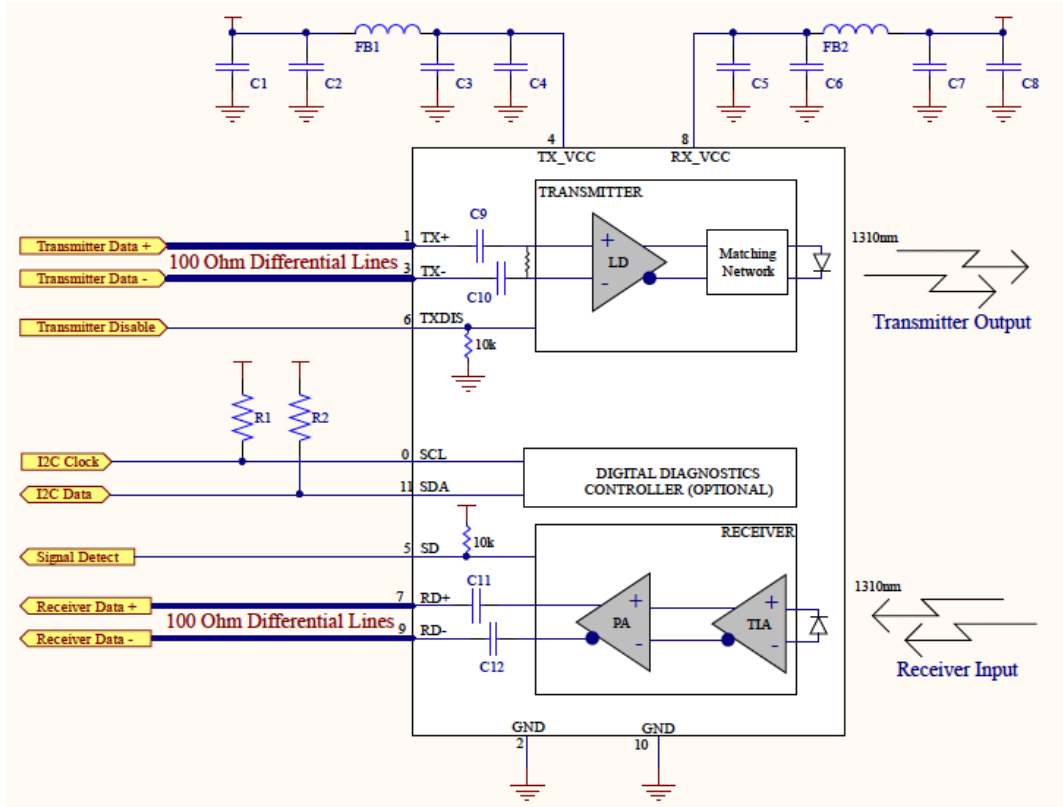 FB1
FB2
C1
C2
C3
C4
C5
C6
C7
C8
4
8
TX_VCC
RX_VCC
TRANSMITTER
C9
1
TX+
Transmitter Data +
100 Ohm Differential Lines
3
TX-
Transmitter Data -
C10
+
LD
-
Matching
Network
1310nm
Transmitter Output
6
TXDIS
Transmitter Disable
10k
R1
R2
I2C Clock
0
SCL
I2C Data
11
SDA
DIGITAL DIAGNOSTICS
CONTROLLER (OPTIONAL)
RECEIVER
10k
Signal Detect
5
SD
C11
7
RD+
Receiver Data +
100 Ohm Differential Lines
9
RD-
Receiver Data -
C12
+
PA
-
+
TIA
-
1310nm
Receiver Input
GND
2
GND
10